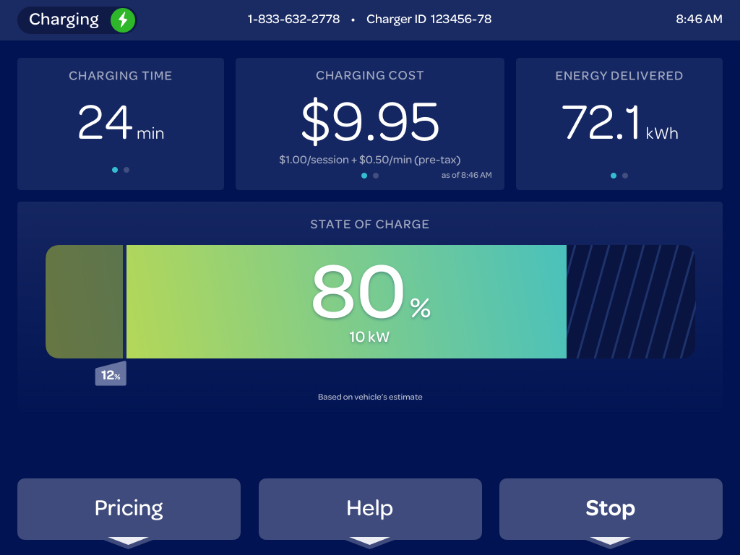 Charging
1-833-632-2778 • Charger ID 123456-78
8:46 AM
CHARGING TIME
24 min
CHARGING COST
$9.95
$1.00/session + $0.50/min (pre-tax)
as of 8:46 AM
ENERGY DELIVERED
72.1 kWh
STATE OF CHARGE
80%
10 kW
12%
Based on vehicle's estimate
Pricing
Help
Stop